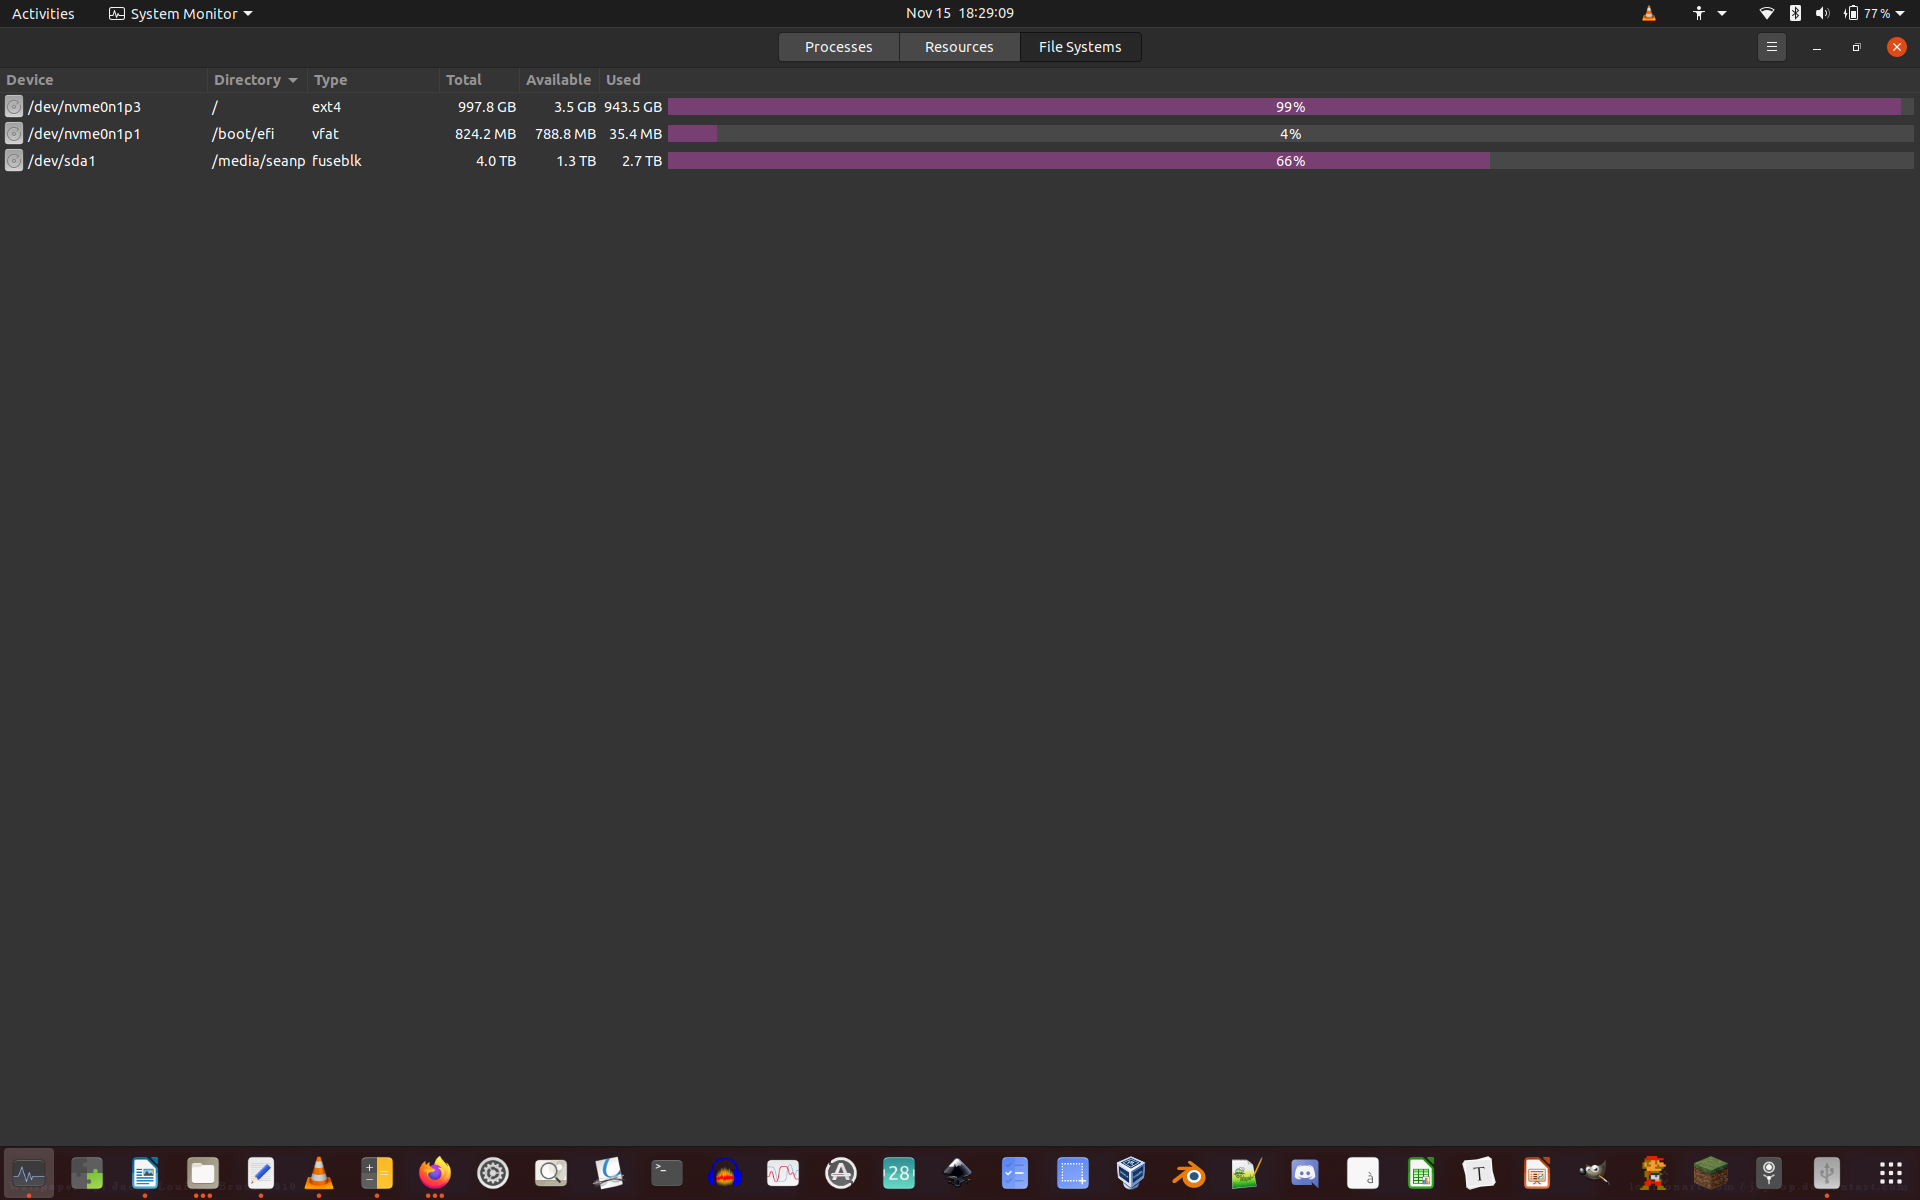 Activities System Monitor Nov 15 18:29:09 77%
Processes Resources File Systems
Device Directory Type Total Available Used
/dev/nvme0n1p3 / ext4 997.8 GB 3.5 GB 943.5 GB 99%
/dev/nvme0n1p1 /boot/efi vfat 824.2 MB 788.8 MB 35.4 MB 4%
/dev/sda1 /media/seanp fuseblk 4.0 TB 1.3 TB 2.7 TB 66%
28 à T